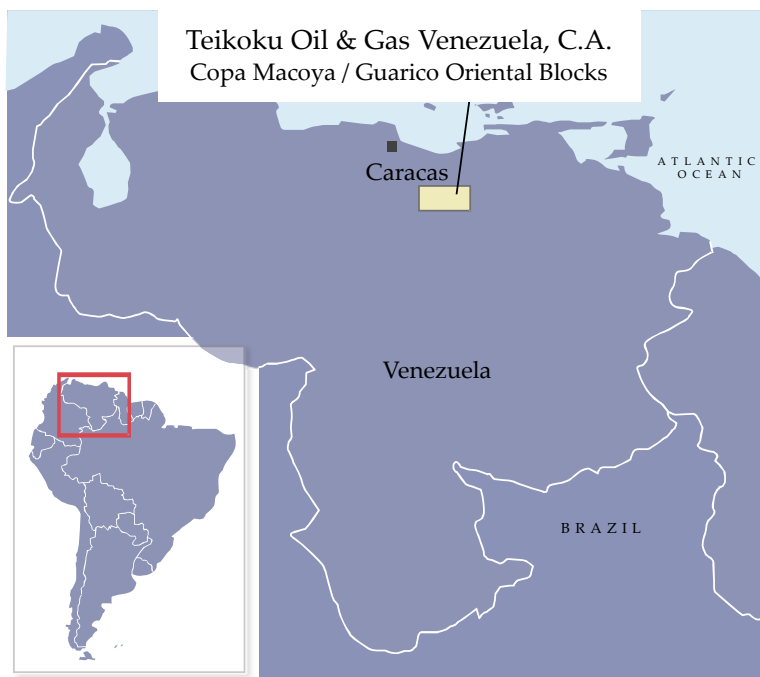 Teikoku Oil & Gas Venezuela, C.A.
Copa Macoya / Guarico Oriental Blocks
Caracas
ATLANTIC
OCEAN
Venezuela
BRAZIL